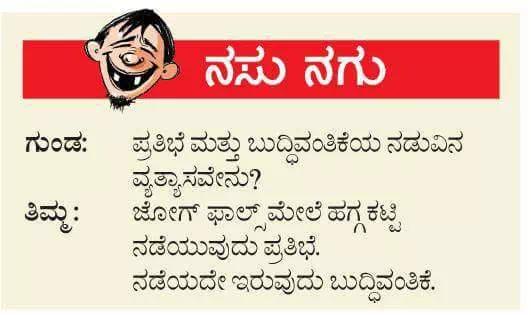 ನಸು ನಗು
ಗುಂಡ: ಪ್ರತಿಭೆ ಮತ್ತು ಬುದ್ಧಿವಂತಿಕೆಯ ನಡುವಿನ
ವ್ಯತ್ಯಾಸವೇನು?
ತಿಮ್ಮ: ಜೋಗ್ ಫಾಲ್ಸ್ ಮೇಲೆ ಹಗ್ಗ ಕಟ್ಟಿ
ನಡೆಯುವುದು ಪ್ರತಿಭೆ.
ನಡೆಯದೇ ಇರುವುದು ಬುದ್ಧಿವಂತಿಕೆ.